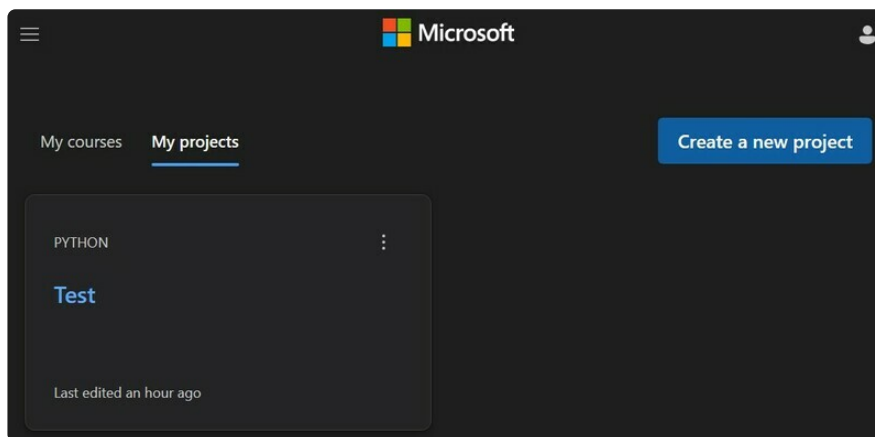 Microsoft
My courses
My projects
Create a new project
PYTHON
Test
Last edited an hour ago